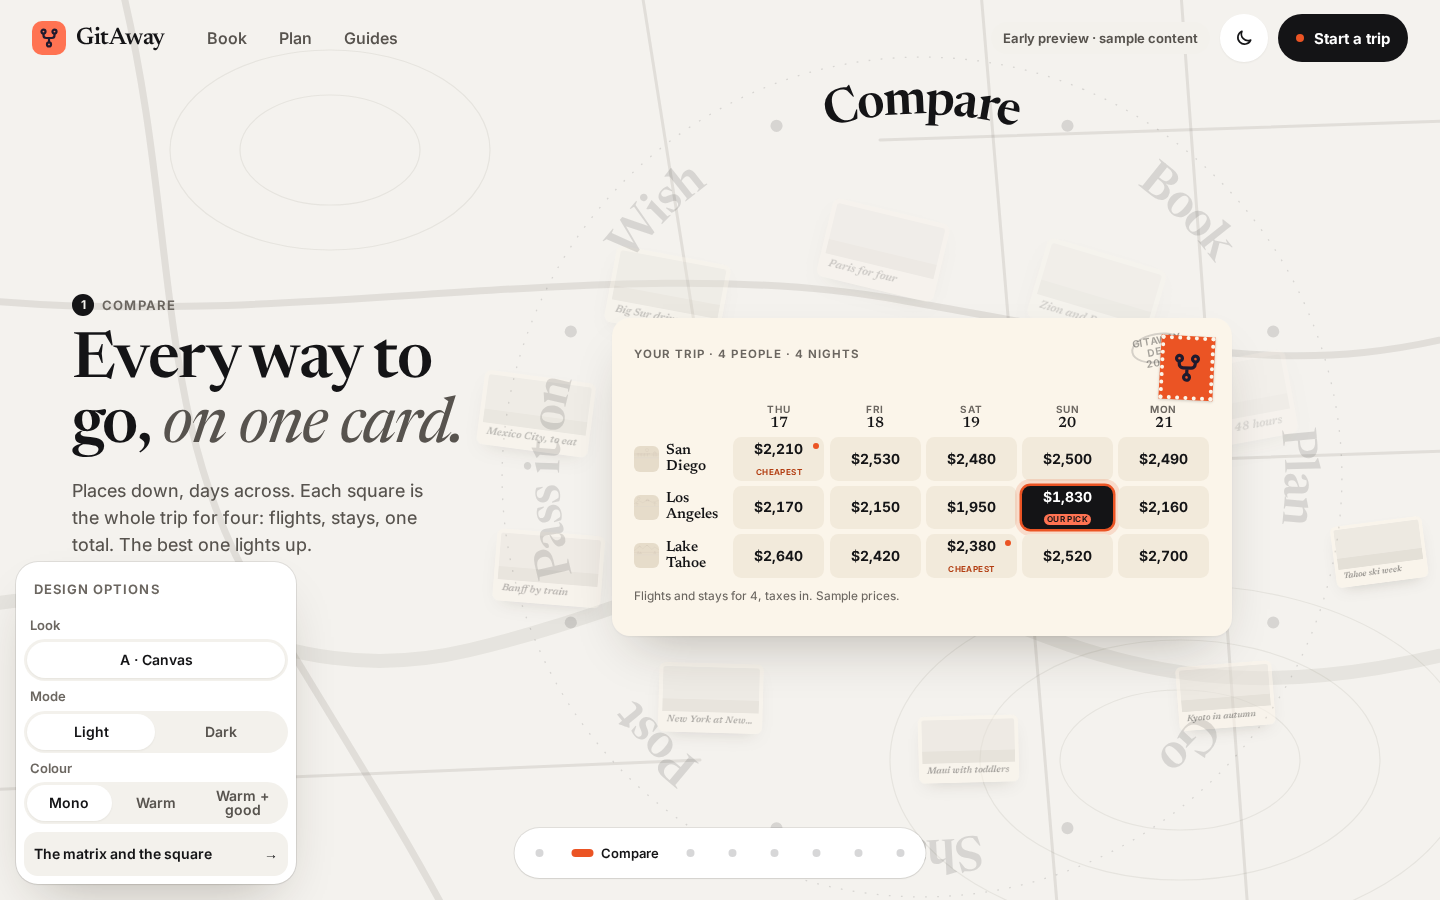 GitAway
Book
Plan
Guides
Early preview · sample content
Start a trip
Compare
Wish
Book
Paris for four
Zion and
Big Sur
1 COMPARE
Every way to
go, on one card.
Places down, days across. Each square is
the whole trip for four: flights, stays, one
total. The best one lights up.
YOUR TRIP · 4 PEOPLE · 4 NIGHTS
THU
17
FRI
18
SAT
19
SUN
20
MON
21
San
Diego
$2,210
CHEAPEST
$2,530
$2,480
$2,500
$2,490
Los
Angeles
$2,170
$2,150
$1,950
$1,830
OUR PICK
$2,160
Lake
Tahoe
$2,640
$2,420
$2,380
CHEAPEST
$2,520
$2,700
Flights and stays for 4, taxes in. Sample prices.
Mexico City, to eat
Pass it on
Banff by train
48 hours
Plan
Tahoe ski week
New York at New...
Post
Maui with toddlers
Kyoto in autumn
Go
Sh
DESIGN OPTIONS
Look
A · Canvas
Mode
Light
Dark
Colour
Mono
Warm
Warm +
good
The matrix and the square →
Compare